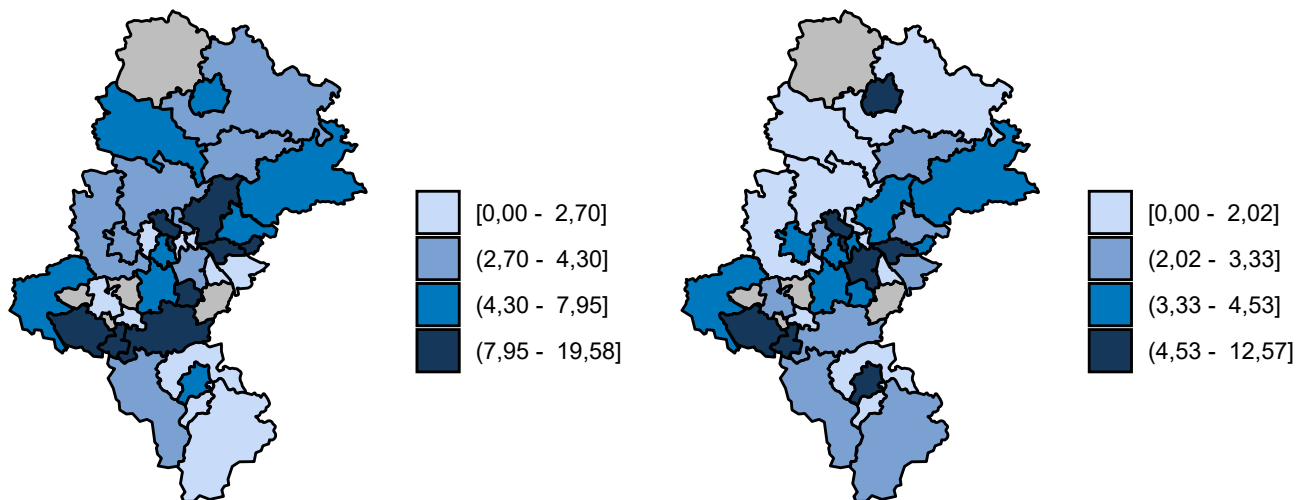 [0,00 - 2,70]
(2,70 - 4,30]
(4,30 - 7,95]
(7,95 - 19,58]
[0,00 - 2,02]
(2,02 - 3,33]
(3,33 - 4,53]
(4,53 - 12,57]